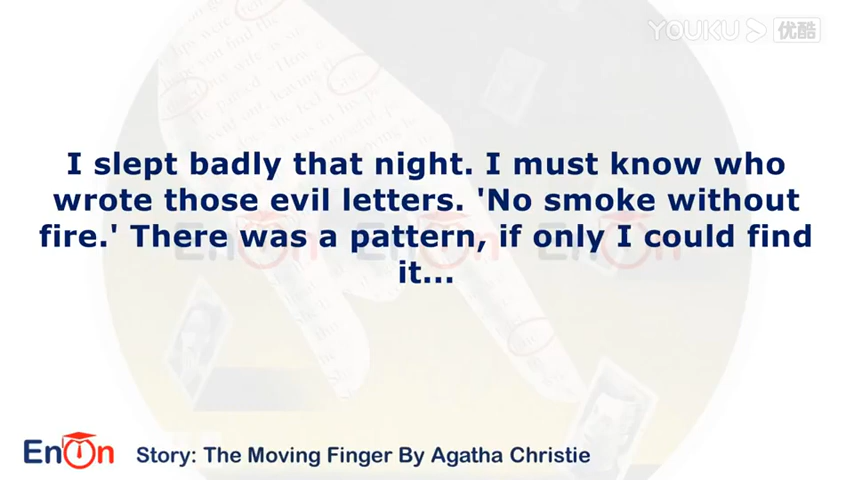 YOUKU 优酷
I slept badly that night. I must know who
wrote those evil letters. 'No smoke without
fire.' There was a pattern, if only I could find
it...
EnOn
Story: The Moving Finger By Agatha Christie